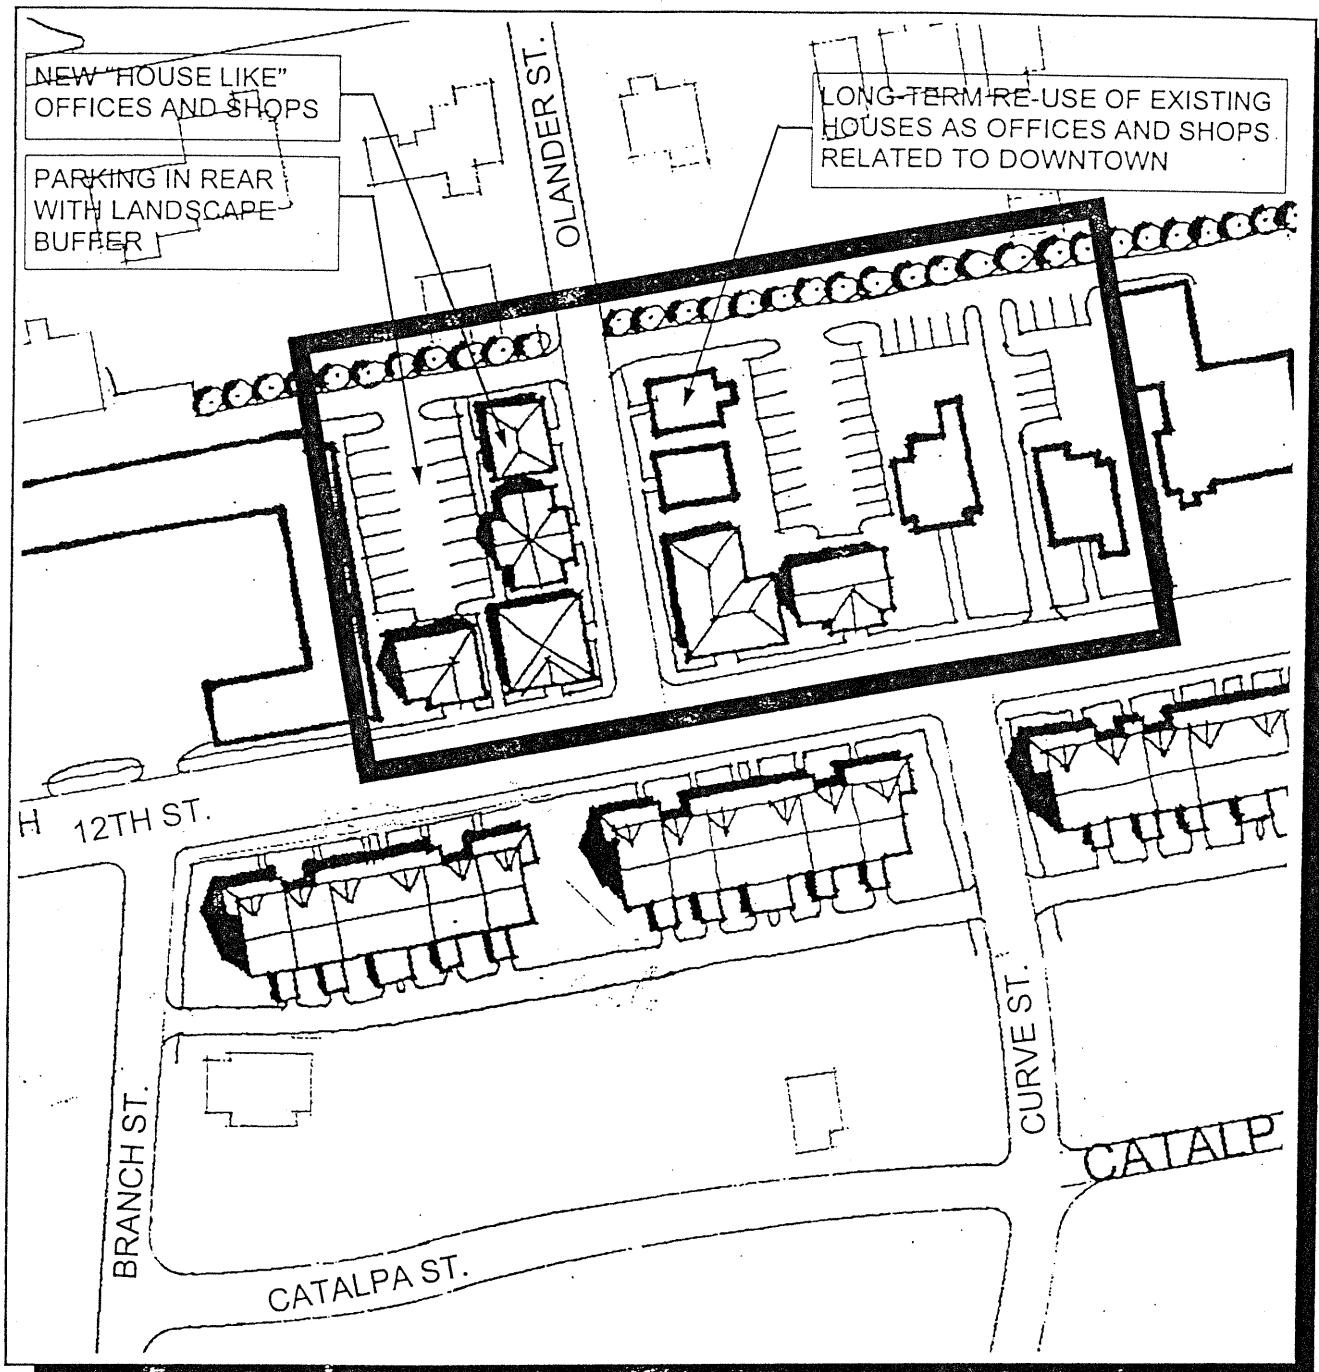 NEW "HOUSE LIKE"
OFFICES AND SHOPS
PARKING IN REAR
WITH LANDSCAPE
BUFFER
OLANDER ST.
LONG-TERM RE-USE OF EXISTING
HOUSES AS OFFICES AND SHOPS
RELATED TO DOWNTOWN
H 12TH ST.
BRANCH ST.
CURVE ST.
CATALPA ST.
CATALP